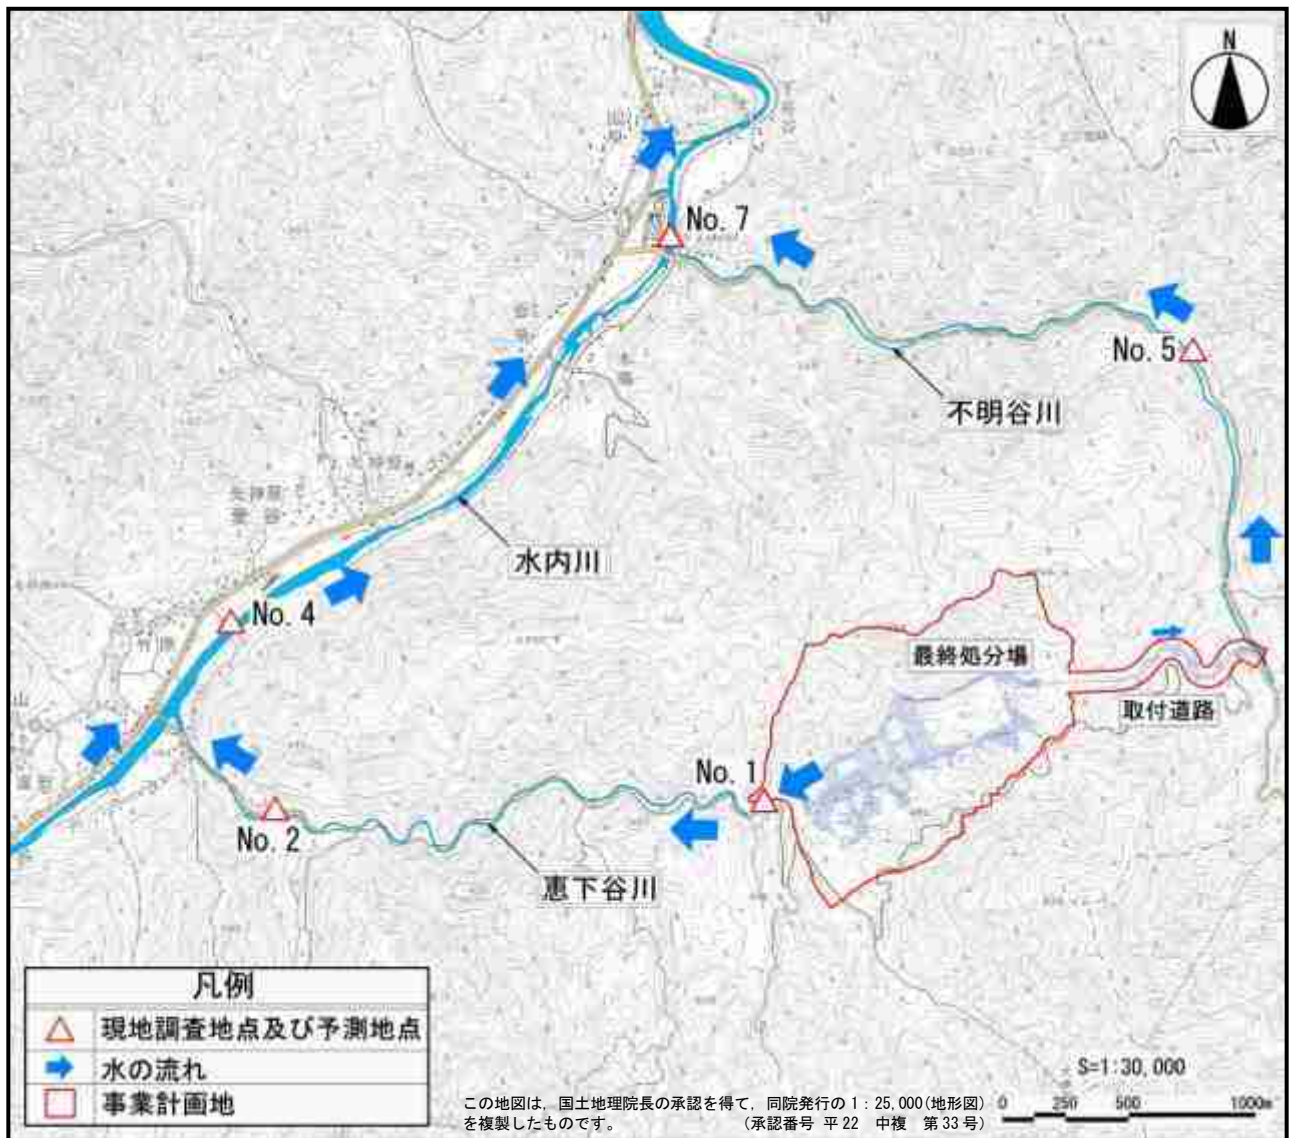 N
No. 7
No. 5
不明谷川
水内川
No. 4
最終処分場
取付道路
No. 1
No. 2
恵下谷川
凡例
現地調査地点及び予測地点
水の流れ
事業計画地
S=1:30,000
0 250 500 1000m
この地図は，国土地理院長の承認を得て，同院発行の 1：25,000(地形図)
を複製したものです。 (承認番号 平 22 中複 第 33 号)